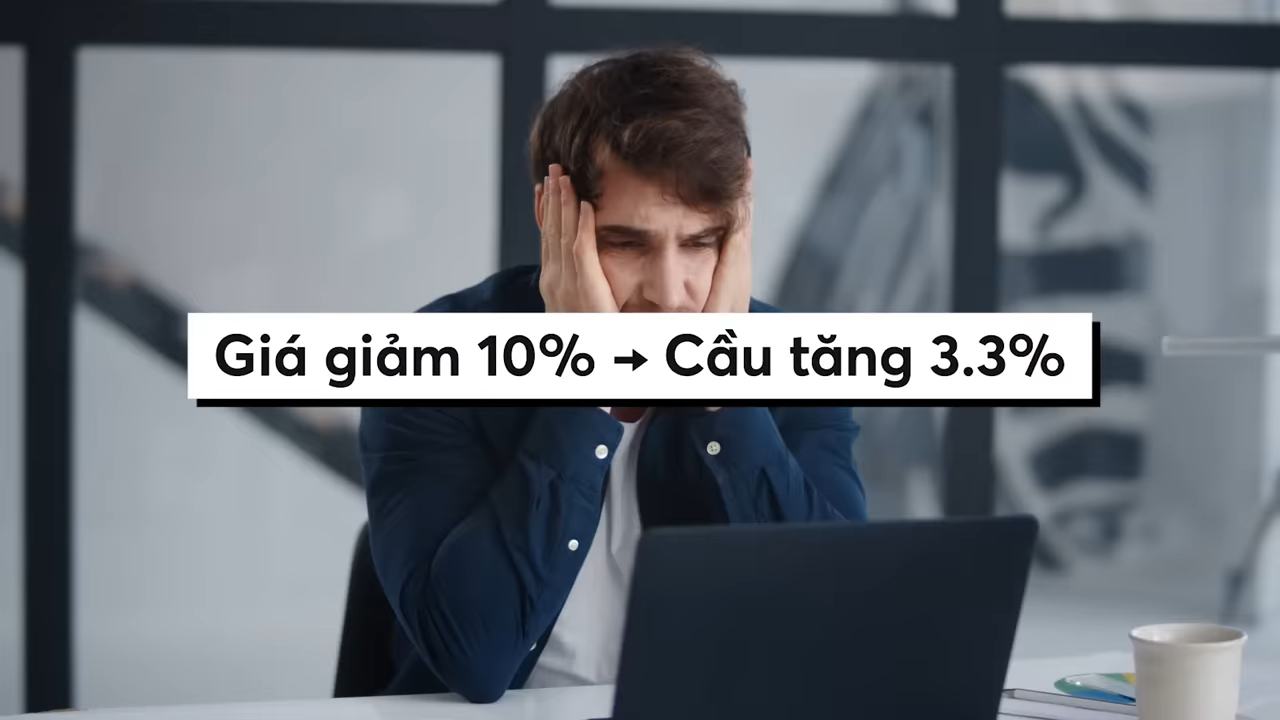 Giá giảm 10% → Cầu tăng 3.3%